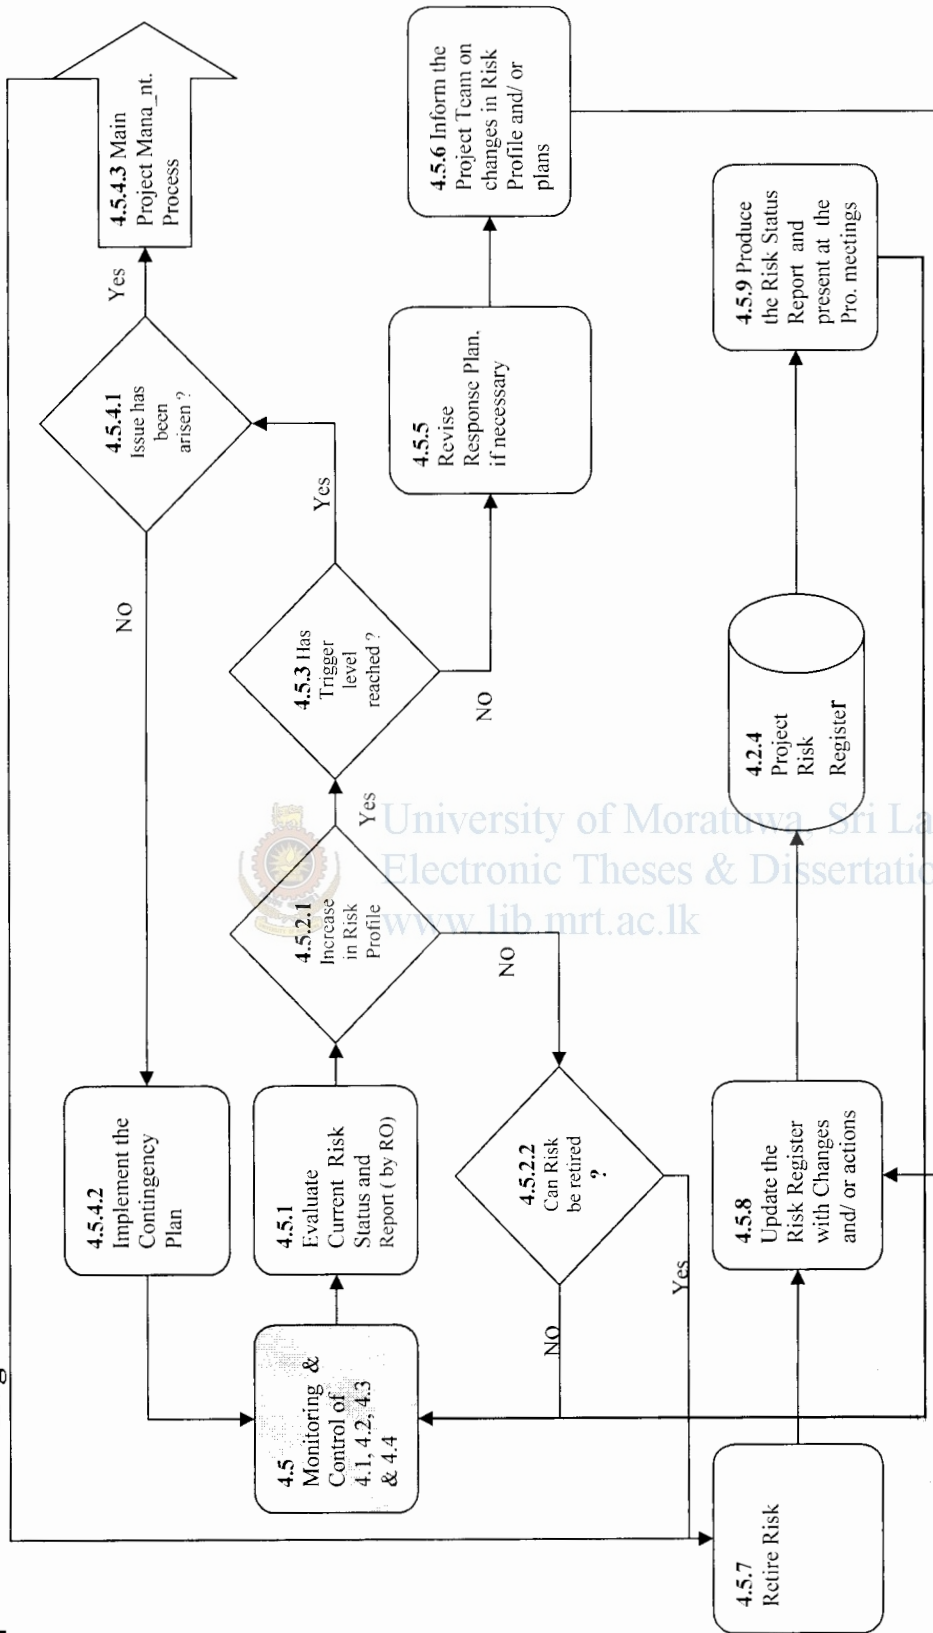 4.5.4.3 Main
Project Mana_nt.
Process
Yes
4.5.4.1
Issue has
been
arisen ?
NO
4.5.4.2
Implement the
Contingency
Plan
4.5.6 Inform the
Project Team on
changes in Risk
Profile and/ or
plans
4.5.5
Revise
Response Plan.
if necessary
Yes
4.5.3 Has
Trigger
level
reached ?
NO
Yes
4.5.2.1
Increase
in Risk
Profile
NO
4.5.1
Evaluate
Current Risk
Status and
Report ( by RO)
4.5
Monitoring &
Control of
4.1, 4.2, 4.3
& 4.4
4.5.2.2
Can Risk
be retired
?
NO
Yes
4.5.9 Produce
the Risk Status
Report and
present at the
Pro. meetings
4.2.4
Project
Risk
Register
4.5.8
Update the
Risk Register
with Changes
and/ or actions
4.5.7
Retire Risk
University of Moratuwa, Sri La
Electronic Theses & Dissertatio
www.lib.mrt.ac.lk